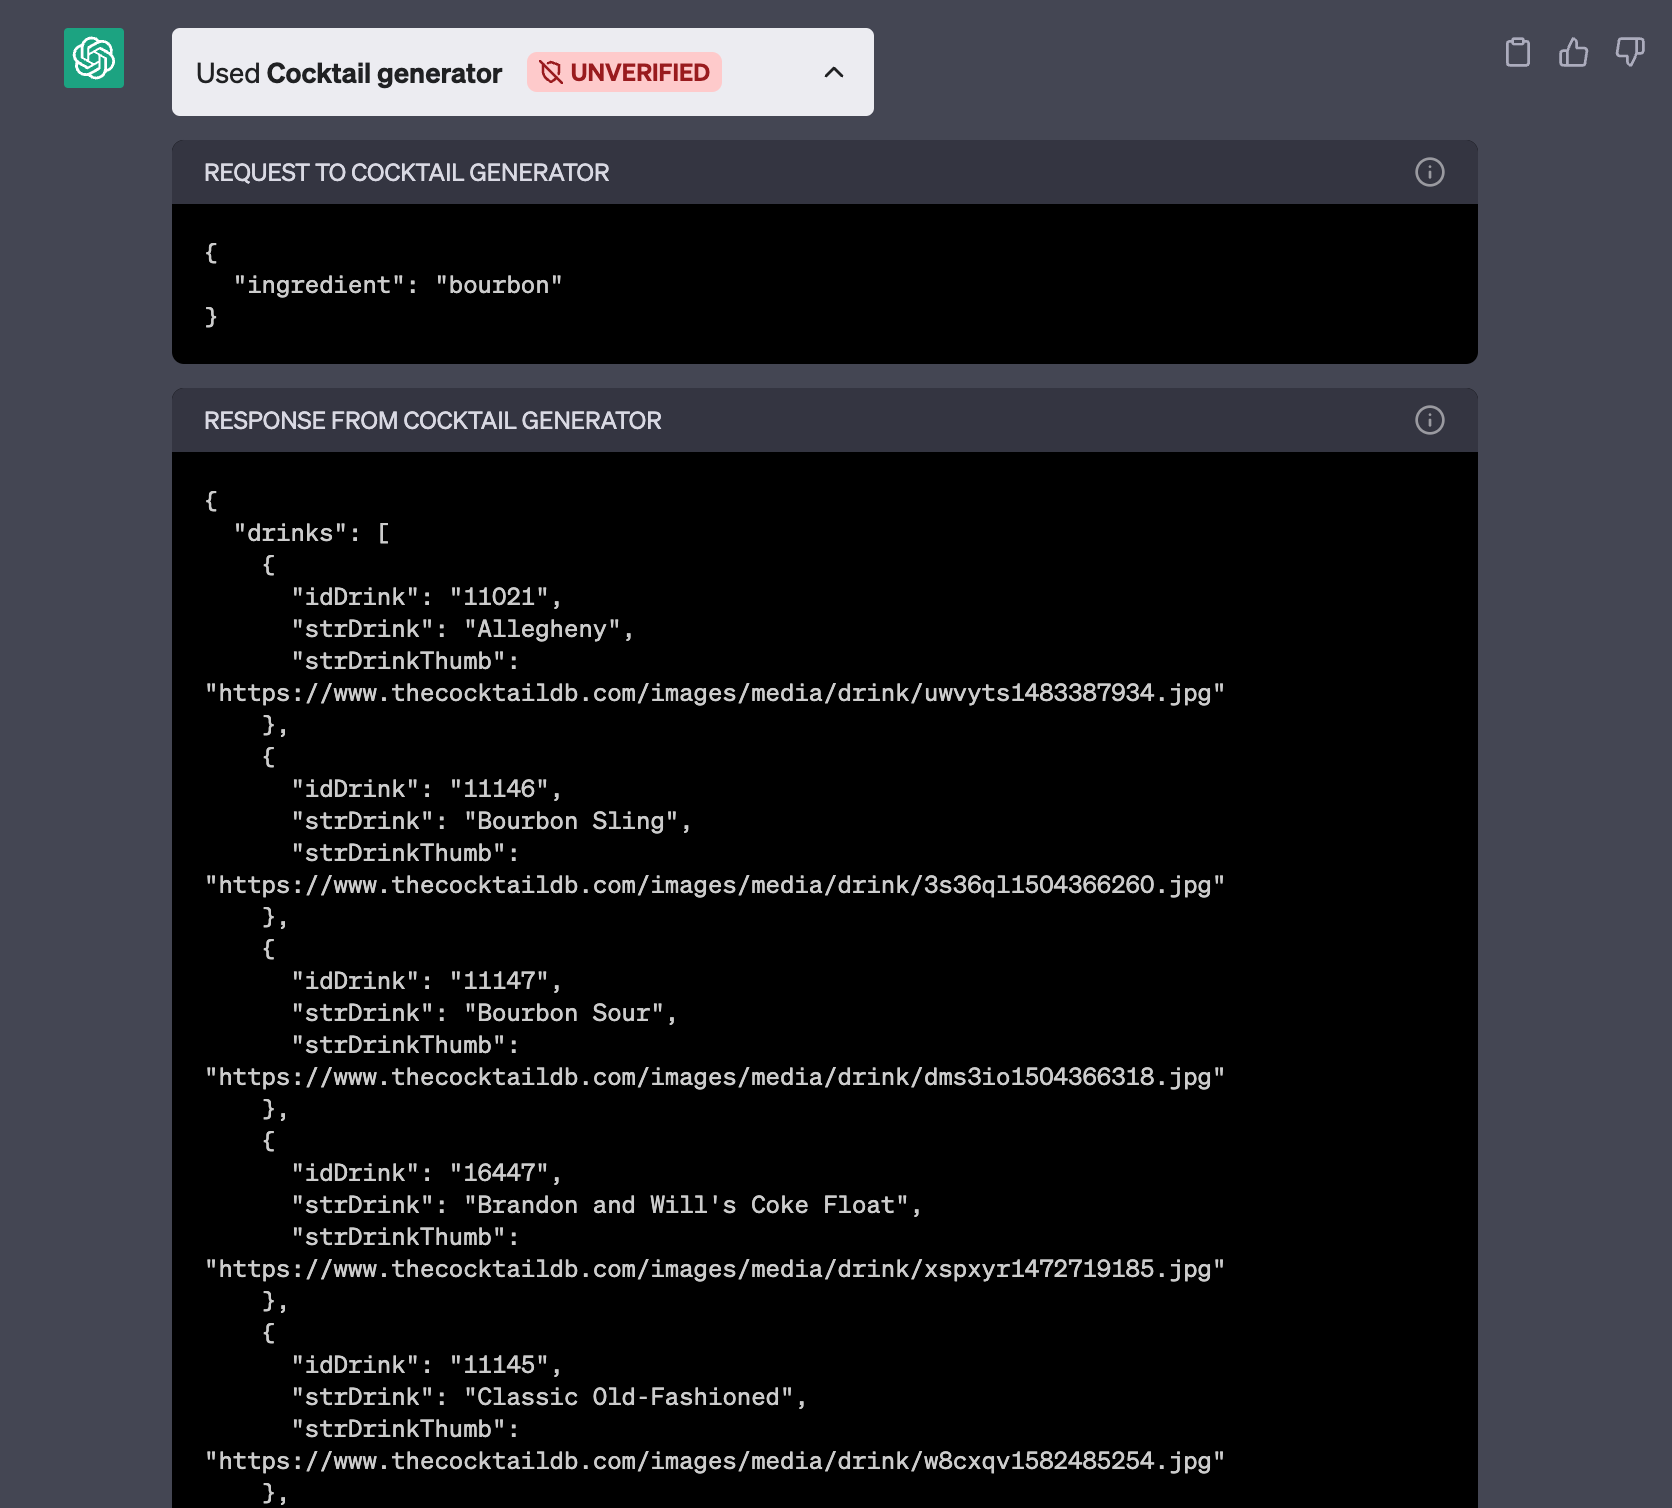 Used Cocktail generator UNVERIFIED
REQUEST TO COCKTAIL GENERATOR
{
  "ingredient": "bourbon"
}
RESPONSE FROM COCKTAIL GENERATOR
{
  "drinks": [
    {
      "idDrink": "11021",
      "strDrink": "Allegheny",
      "strDrinkThumb":
"https://www.thecocktaildb.com/images/media/drink/uwvyts1483387934.jpg"
    },
    {
      "idDrink": "11146",
      "strDrink": "Bourbon Sling",
      "strDrinkThumb":
"https://www.thecocktaildb.com/images/media/drink/3s36ql1504366260.jpg"
    },
    {
      "idDrink": "11147",
      "strDrink": "Bourbon Sour",
      "strDrinkThumb":
"https://www.thecocktaildb.com/images/media/drink/dms3io1504366318.jpg"
    },
    {
      "idDrink": "16447",
      "strDrink": "Brandon and Will's Coke Float",
      "strDrinkThumb":
"https://www.thecocktaildb.com/images/media/drink/xspxyr1472719185.jpg"
    },
    {
      "idDrink": "11145",
      "strDrink": "Classic Old-Fashioned",
      "strDrinkThumb":
"https://www.thecocktaildb.com/images/media/drink/w8cxqv1582485254.jpg"
    },